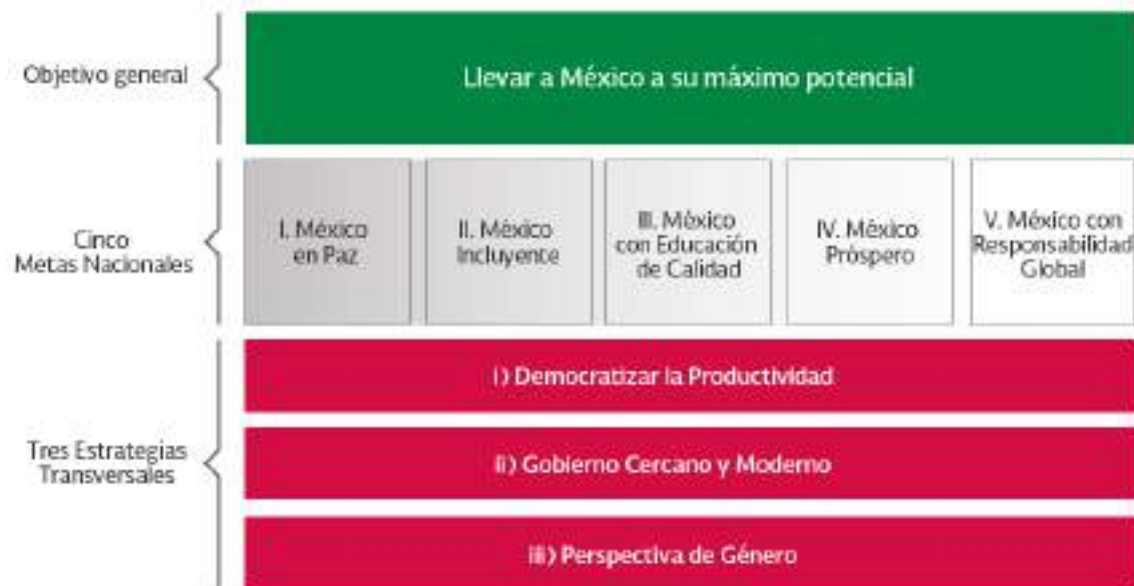 Objetivo general
Llevar a México a su máximo potencial
Cinco
Metas Nacionales
I. México
en Paz
II. México
Incluyente
III. México
con Educación
de Calidad
IV. México
Próspero
V. México con
Responsabilidad
Global
Tres Estrategias
Transversales
i) Democratizar la Productividad
ii) Gobierno Cercano y Moderno
iii) Perspectiva de Género